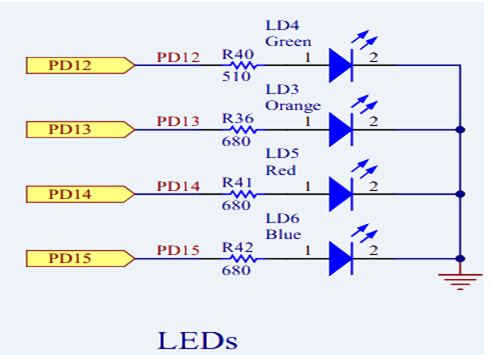 LD4
Green
PD12 PD12 R40 1 2
510
LD3
Orange
PD13 PD13 R36 1 2
680
LD5
Red
PD14 PD14 R41 1 2
680
LD6
Blue
PD15 PD15 R42 1 2
680
LEDs